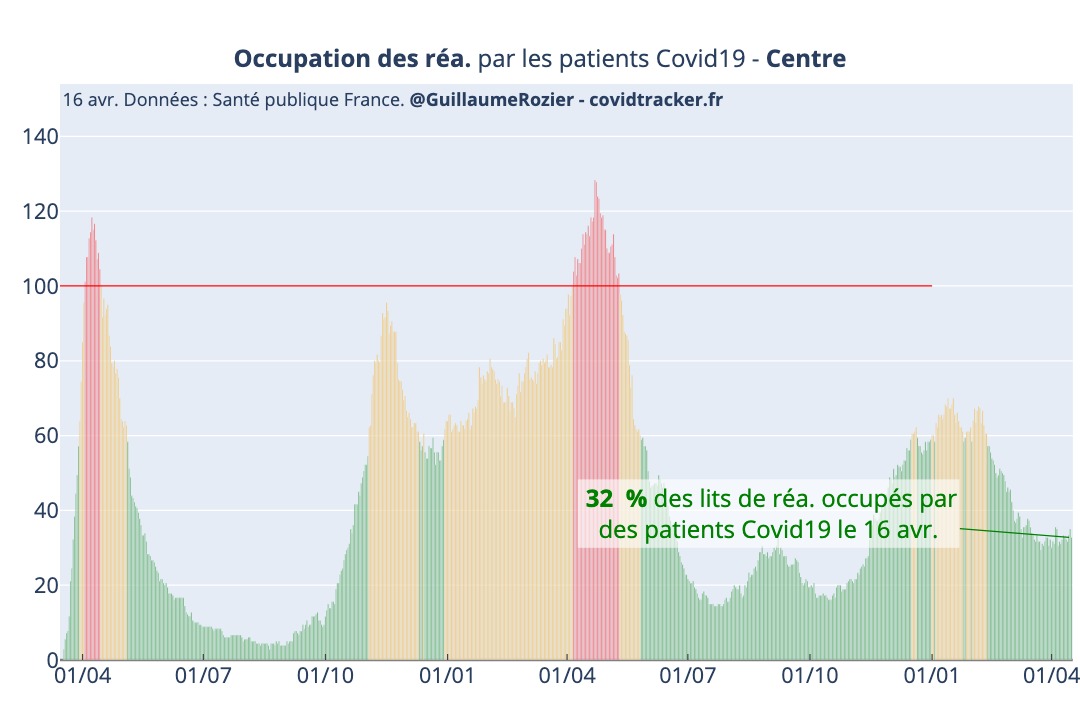 Occupation des réa. par les patients Covid19 - Centre
16 avr. Données : Santé publique France. @GuillaumeRozier - covidtracker.fr
140
120
100
80
60
40
20
0
32 % des lits de réa. occupés par
des patients Covid19 le 16 avr.
01/04 01/07 01/10 01/01 01/04 01/07 01/10 01/01 01/04